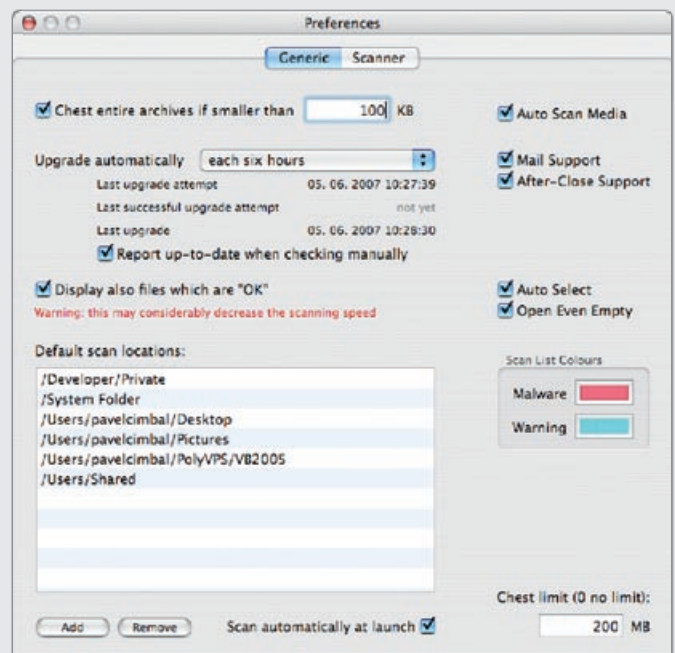 Preferences
Generic Scanner
Chest entire archives if smaller than 100 KB
Auto Scan Media
Upgrade automatically each six hours
Mail Support
Last upgrade attempt 05. 06. 2007 10:27:39
After-Close Support
Last successful upgrade attempt not yet
Last upgrade 05. 06. 2007 10:28:30
Report up-to-date when checking manually
Display also files which are "OK"
Auto Select
Warning: this may considerably decrease the scanning speed
Open Even Empty
Default scan locations:
Scan List Colours
/Developer/Private
/System Folder
/Users/pavelcimbal/Desktop
/Users/pavelcimbal/Pictures
/Users/pavelcimbal/PolyVPS/VB2005
/Users/Shared
Malware
Warning
Chest limit (0 no limit):
Add Remove Scan automatically at launch 200 MB